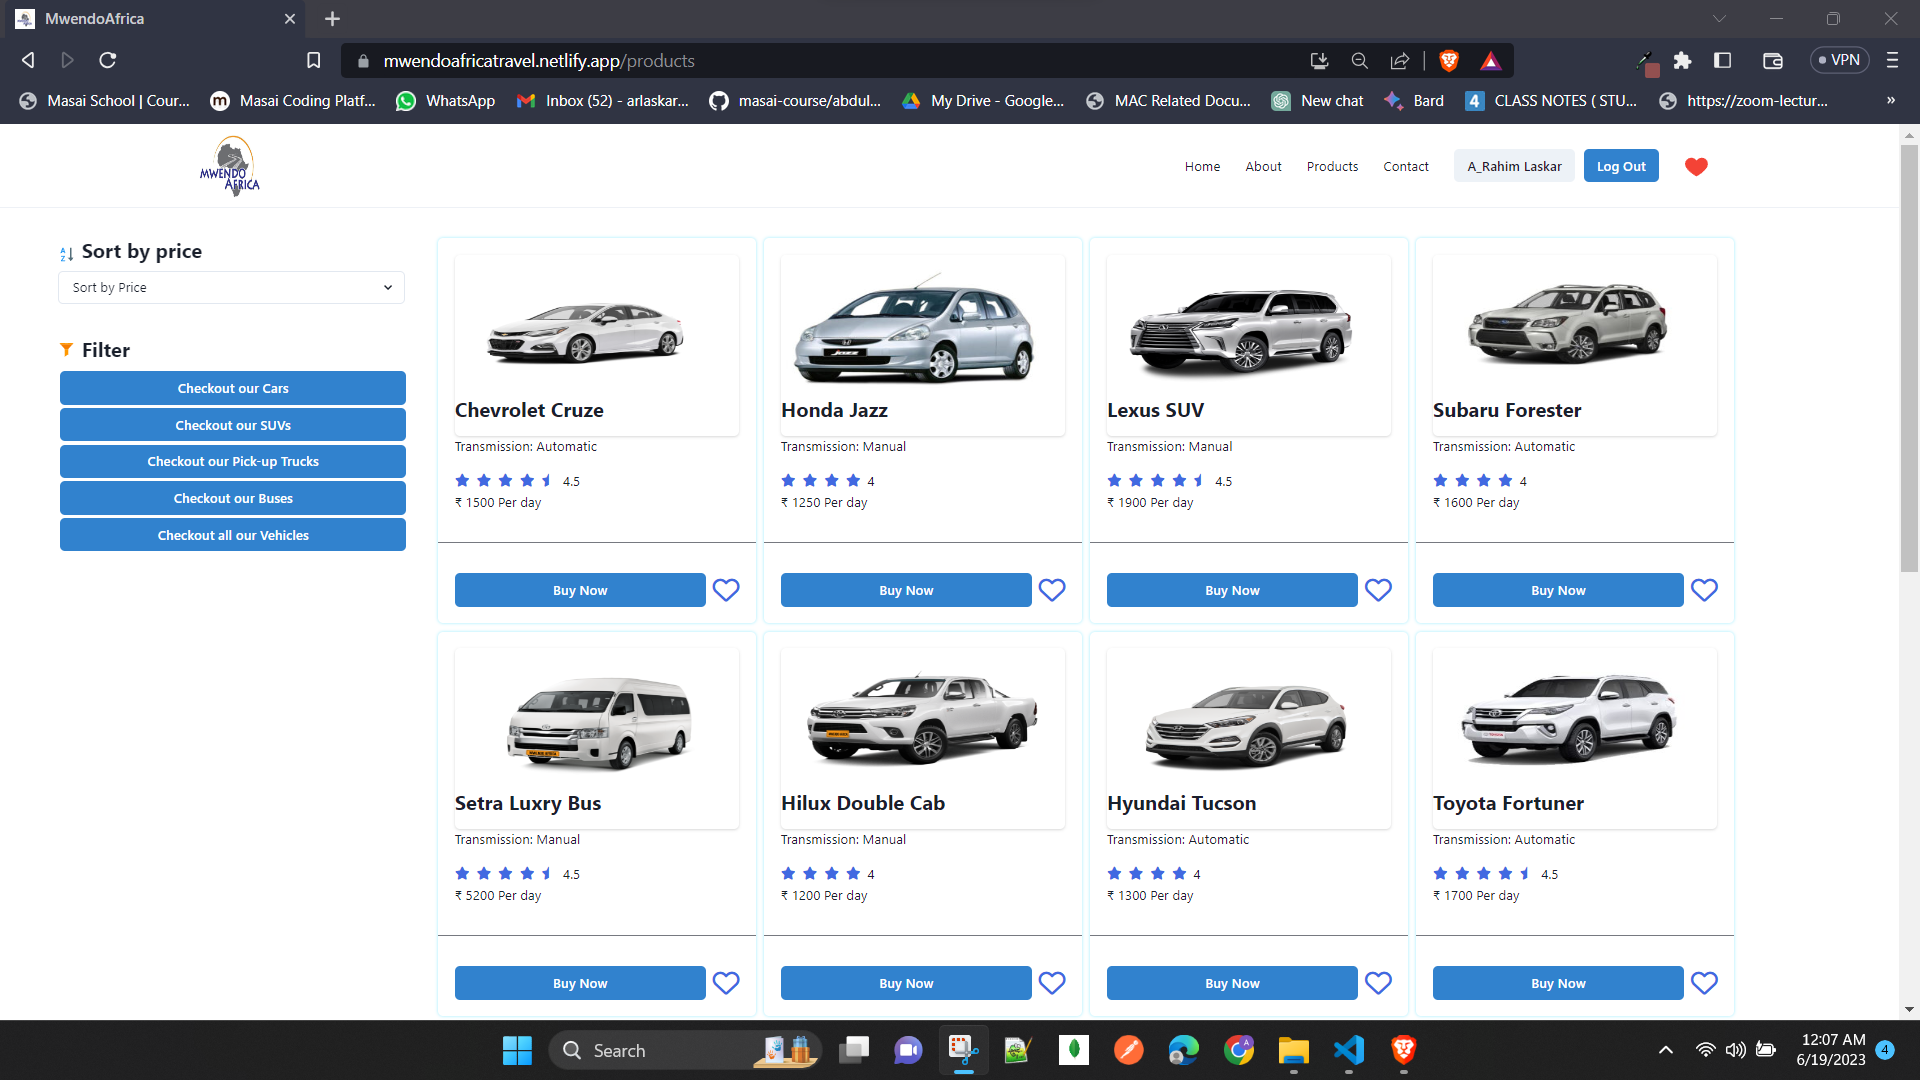 MwendoAfrica
mwendoafricatravel.netlify.app/products
VPN
Masai School | Cour...
Masai Coding Platf...
WhatsApp
Inbox (52) - arlaskar...
masai-course/abdul...
My Drive - Google...
MAC Related Docu...
New chat
Bard
CLASS NOTES ( STU...
https://zoom-lectur...
»
MWENDO
AFRICA
Home
About
Products
Contact
A_Rahim Laskar
Log Out
Sort by price
Sort by Price
Filter
Checkout our Cars
Checkout our SUVs
Checkout our Pick-up Trucks
Checkout our Buses
Checkout all our Vehicles
Chevrolet Cruze
Transmission: Automatic
4.5
₹ 1500 Per day
Buy Now
Jazz
Honda Jazz
Transmission: Manual
4
₹ 1250 Per day
Buy Now
Lexus SUV
Transmission: Manual
4.5
₹ 1900 Per day
Buy Now
Subaru Forester
Transmission: Automatic
4
₹ 1600 Per day
Buy Now
Setra Luxry Bus
Transmission: Manual
4.5
₹ 5200 Per day
Buy Now
Hilux Double Cab
Transmission: Manual
4
₹ 1200 Per day
Buy Now
Hyundai Tucson
Transmission: Automatic
4
₹ 1300 Per day
Buy Now
Toyota Fortuner
Transmission: Automatic
4.5
₹ 1700 Per day
Buy Now
Search
12:07 AM
6/19/2023
4